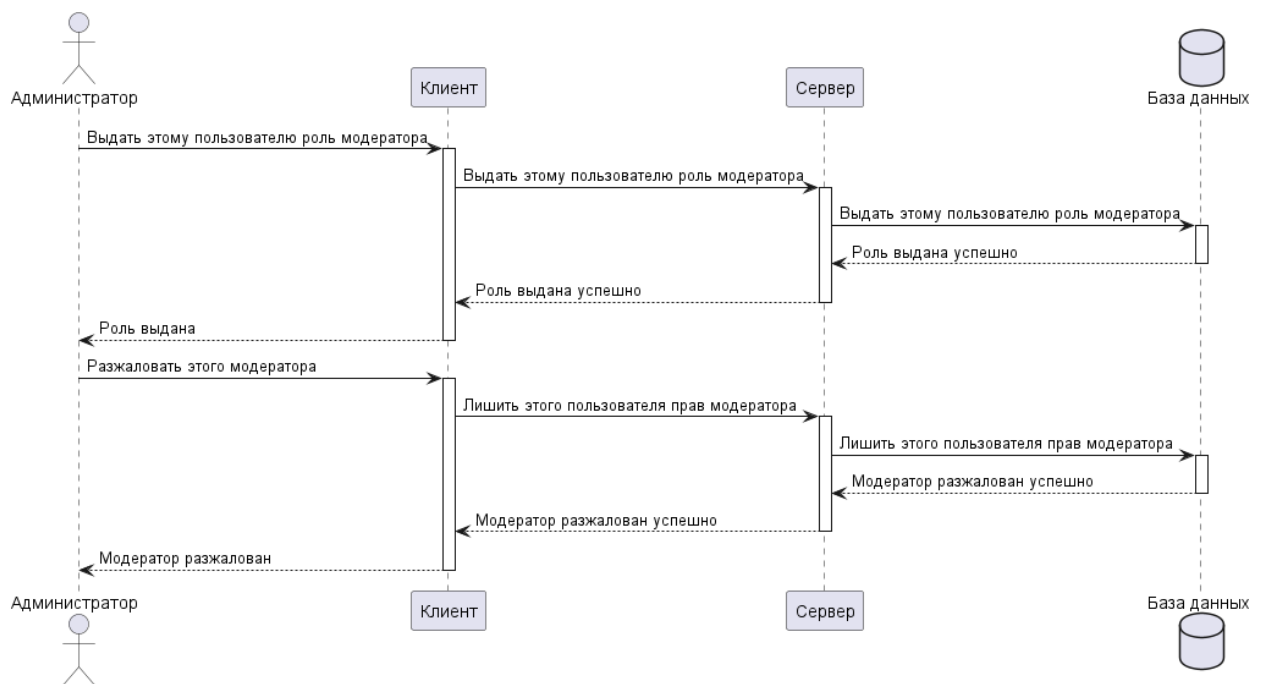 Администратор
Клиент
Сервер
База данных
Выдать этому пользователю роль модератора
Выдать этому пользователю роль модератора
Выдать этому пользователю роль модератора
Роль выдана успешно
Роль выдана успешно
Роль выдана
Разжаловать этого модератора
Лишить этого пользователя прав модератора
Лишить этого пользователя прав модератора
Модератор разжалован успешно
Модератор разжалован успешно
Модератор разжалован
Администратор
Клиент
Сервер
База данных